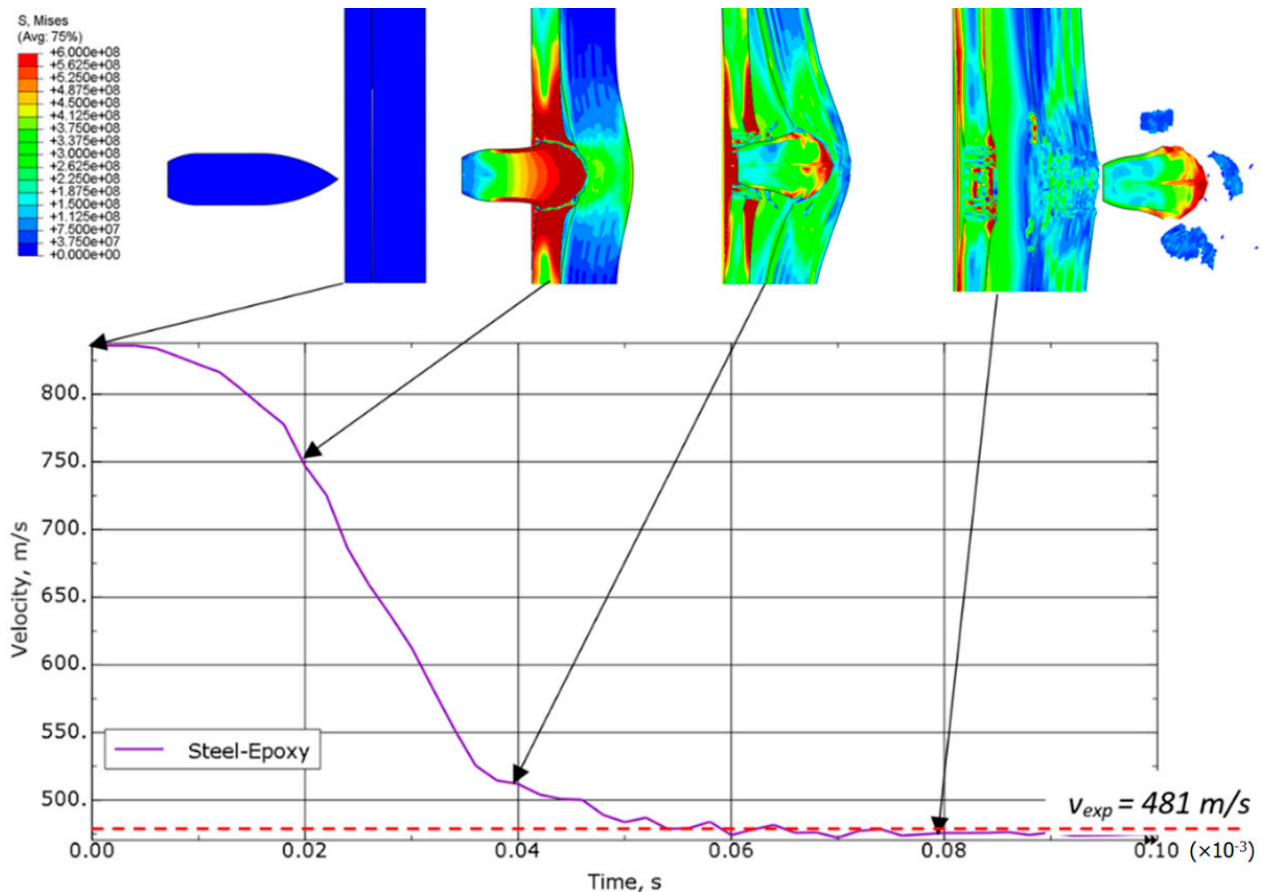 S, Mises
(Avg: 75%)
+6.000e+08
+5.625e+08
+5.250e+08
+4.875e+08
+4.500e+08
+4.125e+08
+3.750e+08
+3.375e+08
+3.000e+08
+2.625e+08
+2.250e+08
+1.875e+08
+1.500e+08
+1.125e+08
+7.500e+07
+3.750e+07
+0.000e+00
800.
750.
700.
650.
600.
550.
500.
Velocity, m/s
Steel-Epoxy
vexp = 481 m/s
0.00 0.02 0.04 0.06 0.08 0.10 (×10⁻³)
Time, s